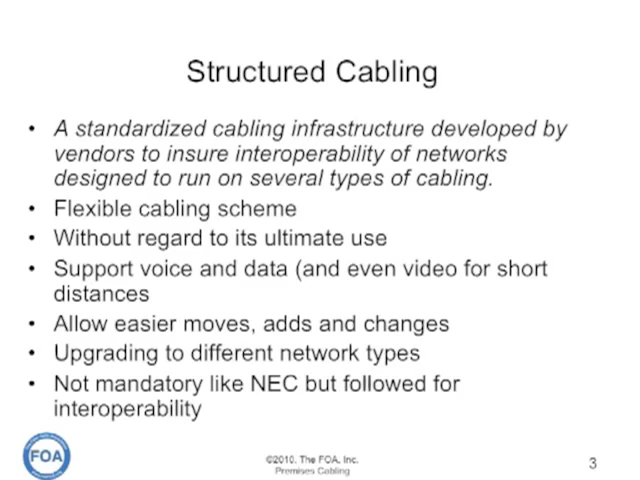 Structured Cabling
• A standardized cabling infrastructure developed by
vendors to insure interoperability of networks
designed to run on several types of cabling.
• Flexible cabling scheme
• Without regard to its ultimate use
• Support voice and data (and even video for short
distances
• Allow easier moves, adds and changes
• Upgrading to different network types
• Not mandatory like NEC but followed for
interoperability
FOA
©2010, The FOA, Inc.
Premises Cabling
3